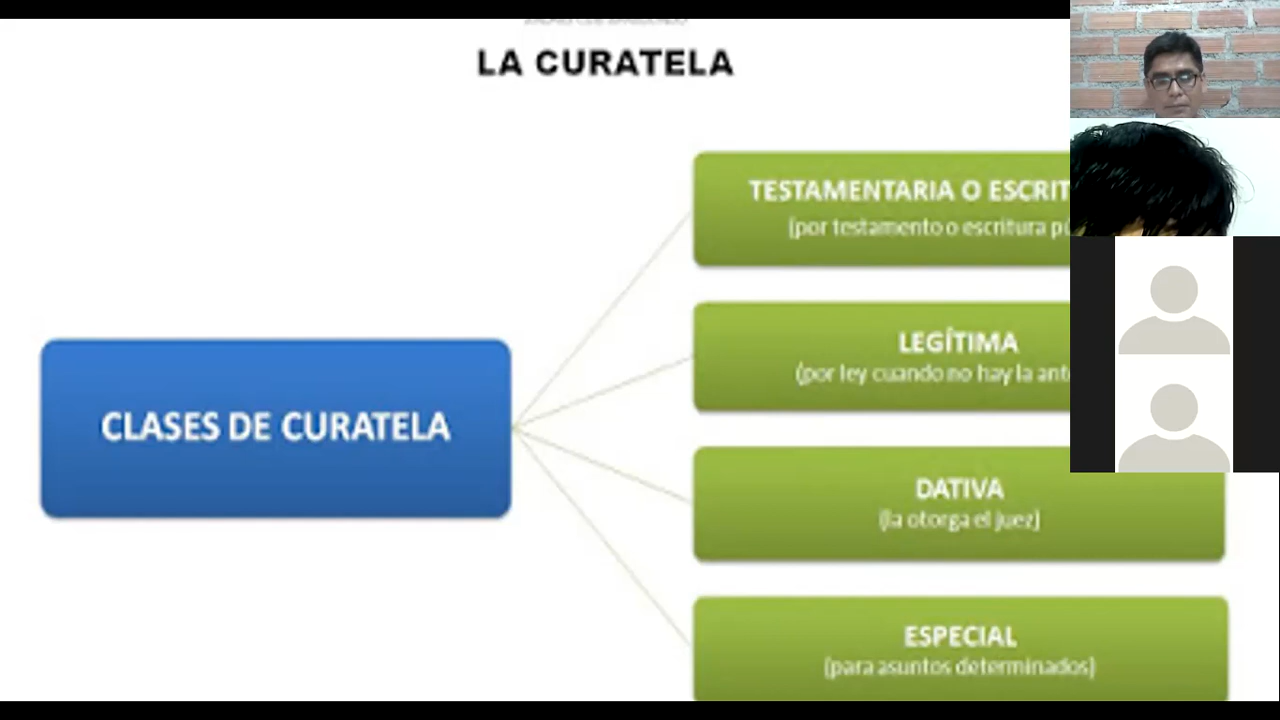 LA CURATELA
TESTAMENTARIA O ESCRIT
(por testamento o escritura
LEGÍTIMA
(por ley cuando no hay la
CLASES DE CURATELA
DATIVA
(la otorga el juez)
ESPECIAL
(para asuntos determinados)